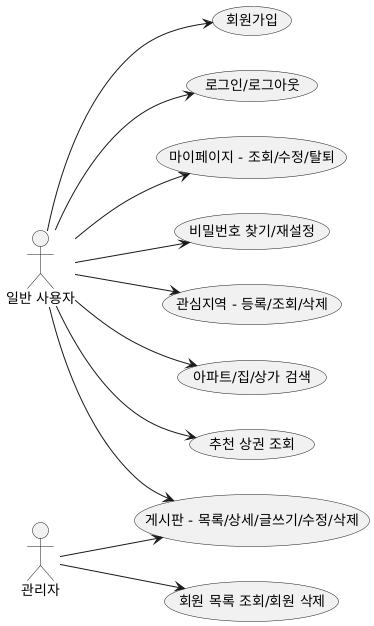 회원가입
로그인/로그아웃
마이페이지 - 조회/수정/탈퇴
비밀번호 찾기/재설정
일반 사용자
관심지역 - 등록/조회/삭제
아파트/집/상가 검색
추천 상권 조회
게시판 - 목록/상세/글쓰기/수정/삭제
관리자
회원 목록 조회/회원 삭제